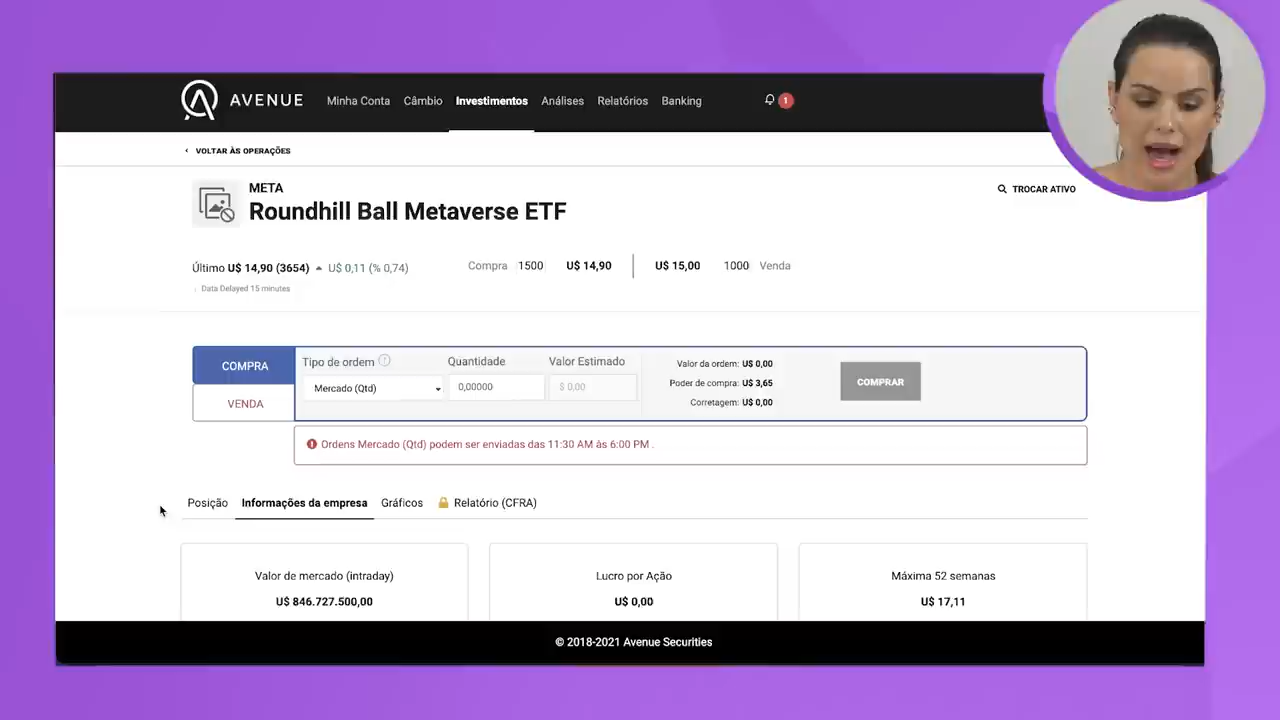 AVENUE
Minha Conta Câmbio Investimentos Análises Relatórios Banking 1
VOLTAR ÀS OPERAÇÕES
META
Roundhill Ball Metaverse ETF
TROCAR ATIVO
Último U$ 14,90 (3654) U$ 0,11 (% 0,74)
Compra 1500 U$ 14,90 U$ 15,00 1000 Venda
Data Delayed 15 minutes
COMPRA
VENDA
Tipo de ordem Quantidade Valor Estimado
Mercado (Qtd) 0,00000 $ 0,00
Valor da ordem: U$ 0,00
Poder de compra: U$ 3,65
Corretagem: U$ 0,00
COMPRAR
Ordens Mercado (Qtd) podem ser enviadas das 11:30 AM às 6:00 PM .
Posição Informações da empresa Gráficos Relatório (CFRA)
Valor de mercado (intraday)
U$ 846.727.500,00
Lucro por Ação
U$ 0,00
Máxima 52 semanas
U$ 17,11
© 2018-2021 Avenue Securities